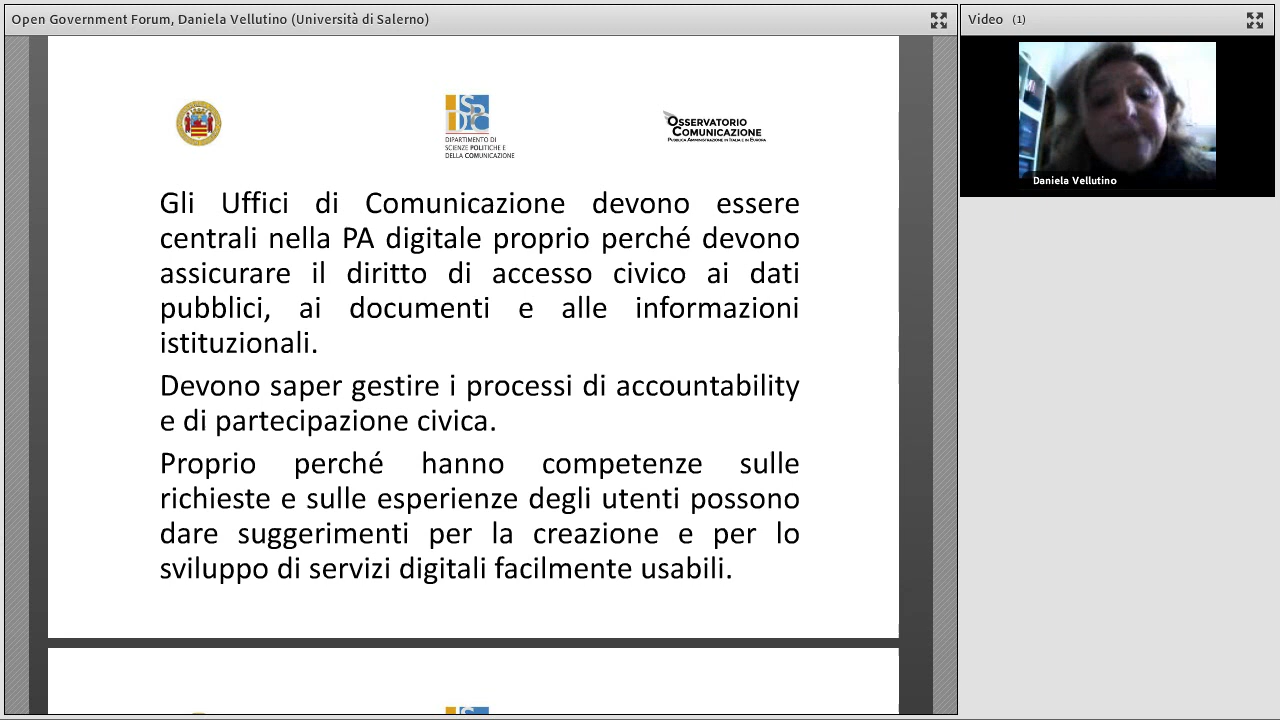 Open Government Forum, Daniela Vellutino (Università di Salerno)
Video (1)
Daniela Vellutino
DIPARTIMENTO DI
SCIENZE POLITICHE E
DELLA COMUNICAZIONE
OSSERVATORIO
COMUNICAZIONE
PUBBLICA AMMINISTRAZIONE IN ITALIA E IN EUROPA
Gli Uffici di Comunicazione devono essere
centrali nella PA digitale proprio perché devono
assicurare il diritto di accesso civico ai dati
pubblici, ai documenti e alle informazioni
istituzionali.
Devono saper gestire i processi di accountability
e di partecipazione civica.
Proprio perché hanno competenze sulle
richieste e sulle esperienze degli utenti possono
dare suggerimenti per la creazione e per lo
sviluppo di servizi digitali facilmente usabili.